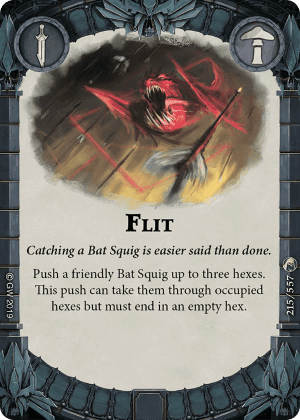 FLIT
Catching a Bat Squig is easier said than done.
Push a friendly Bat Squig up to three hexes.
This push can take them through occupied
hexes but must end in an empty hex.
© GW 2019
215/557